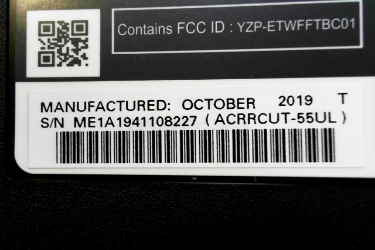 Contains FCC ID : YZP-ETWFFTBC01
MANUFACTURED: OCTOBER 2019 T
S/N ME1A1941108227 ( ACRRCUT-55UL )